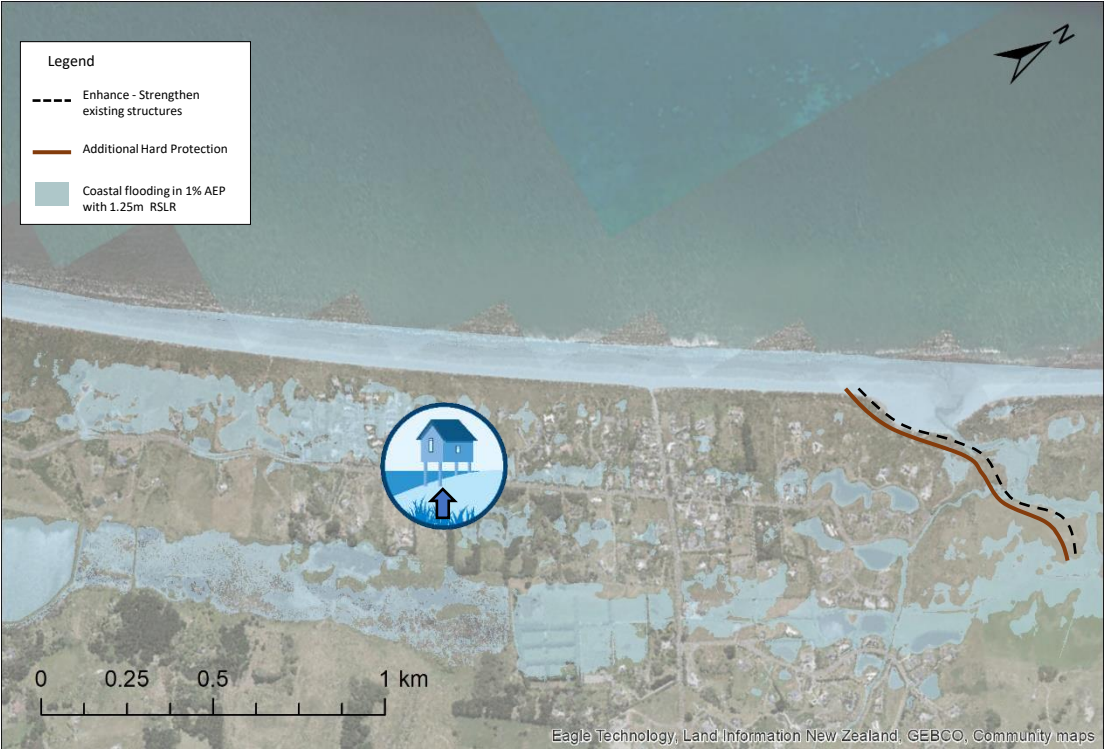 Legend
Enhance - Strengthen
existing structures
Additional Hard Protection
Coastal flooding in 1% AEP
with 1.25m RSLR
N
0 0.25 0.5 1 km
Eagle Technology, Land Information New Zealand, GEBCO, Community maps